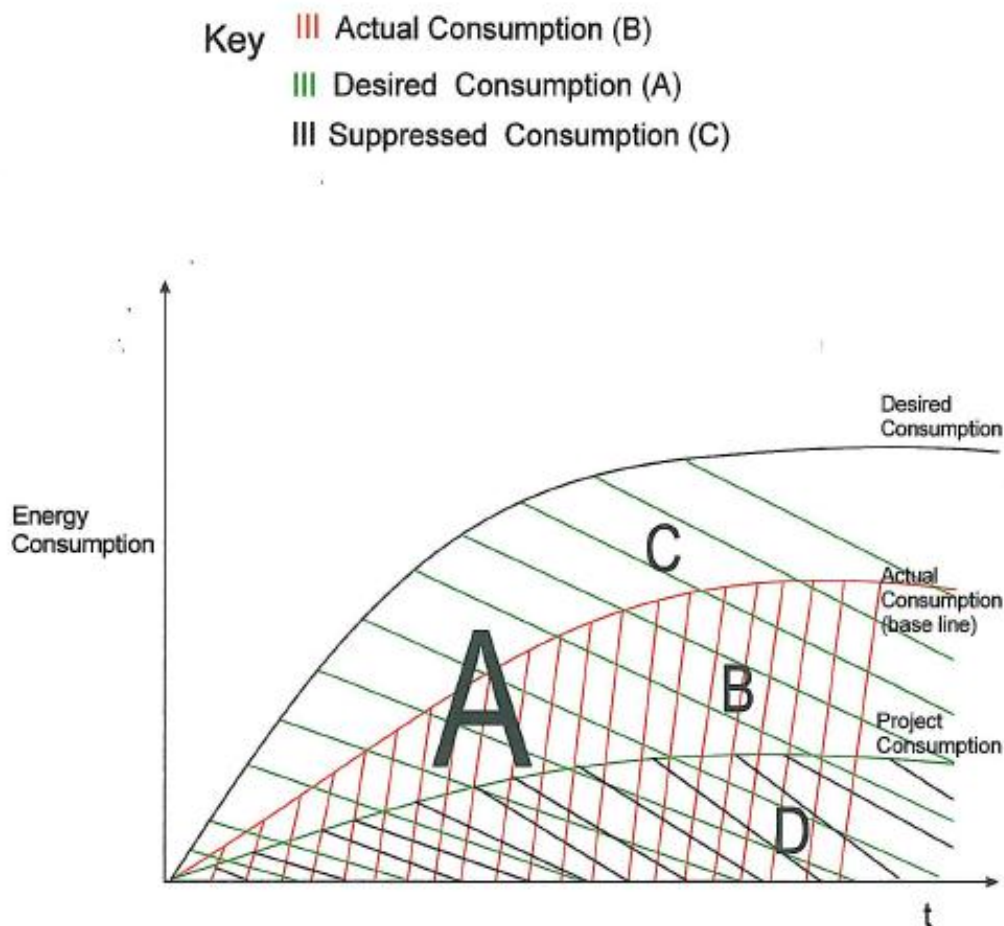 Key
III Actual Consumption (B)
III Desired Consumption (A)
III Suppressed Consumption (C)
Desired
Consumption
Energy
Consumption
C
Actual
Consumption
(base line)
A
B
Project
Consumption
D
t